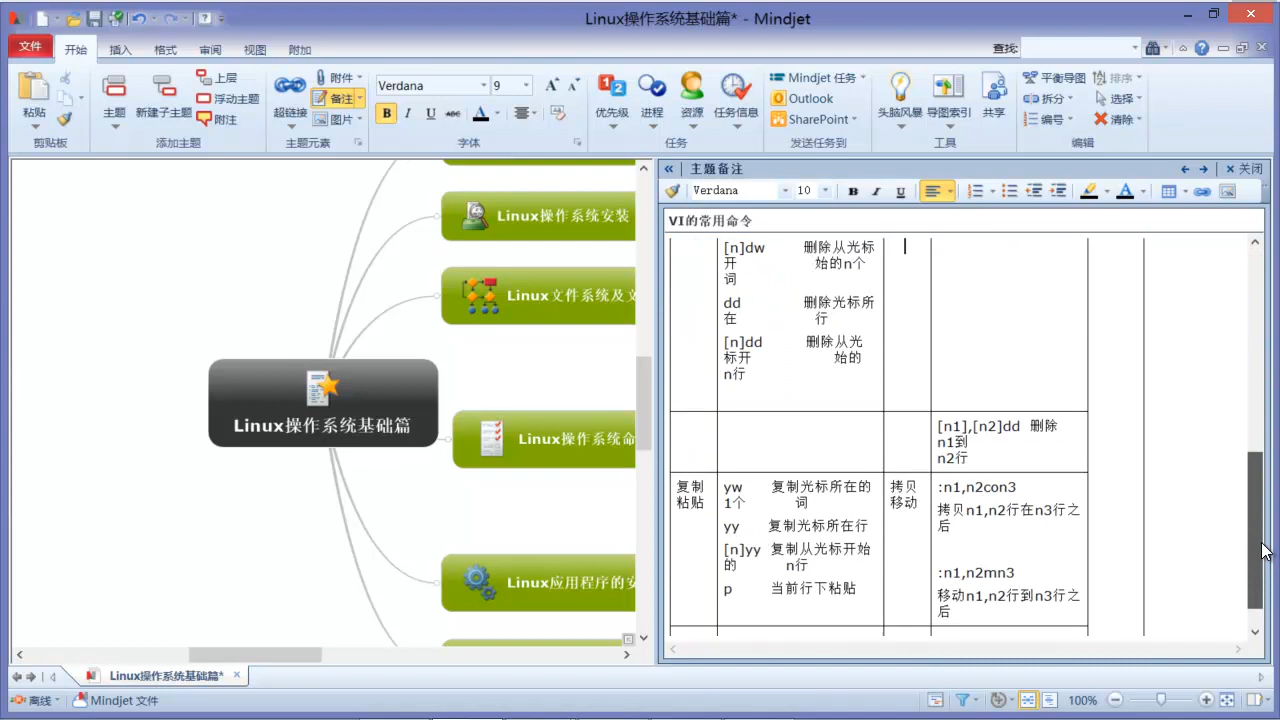 Linux操作系统基础篇* - Mindjet
文件 开始 插入 格式 审阅 视图 附加 查找:
粘贴 主题 新建子主题 上层 浮动主题 附注 超链接 附件 备注 图片
Verdana 9
B I U abc A
优先级 进程 资源 任务信息
Mindjet 任务
Outlook
SharePoint
头脑风暴 导图索引 共享
平衡导图 排序
拆分 选择
编号 清除
剪贴板 添加主题 主题元素 字体 任务 发送任务到 工具 编辑
Linux操作系统安装
Linux文件系统及文
Linux操作系统基础篇
Linux操作系统命
Linux应用程序的安
主题备注 关闭
Verdana 10 B I U A
VI的常用命令
[n]dw 删除从光标
开 始的n个
词
dd 删除光标所
在 行
[n]dd 删除从光
标开 始的
n行
[n1],[n2]dd 删除
n1到
n2行
复制
粘贴
yw 复制光标所在的
1个 词
yy 复制光标所在行
[n]yy 复制从光标开始
的 n行
p 当前行下粘贴
拷贝
移动
:n1,n2con3
拷贝n1,n2行在n3行之
后
:n1,n2mn3
移动n1,n2行到n3行之
后
Linux操作系统基础篇*
离线 Mindjet 文件 100%